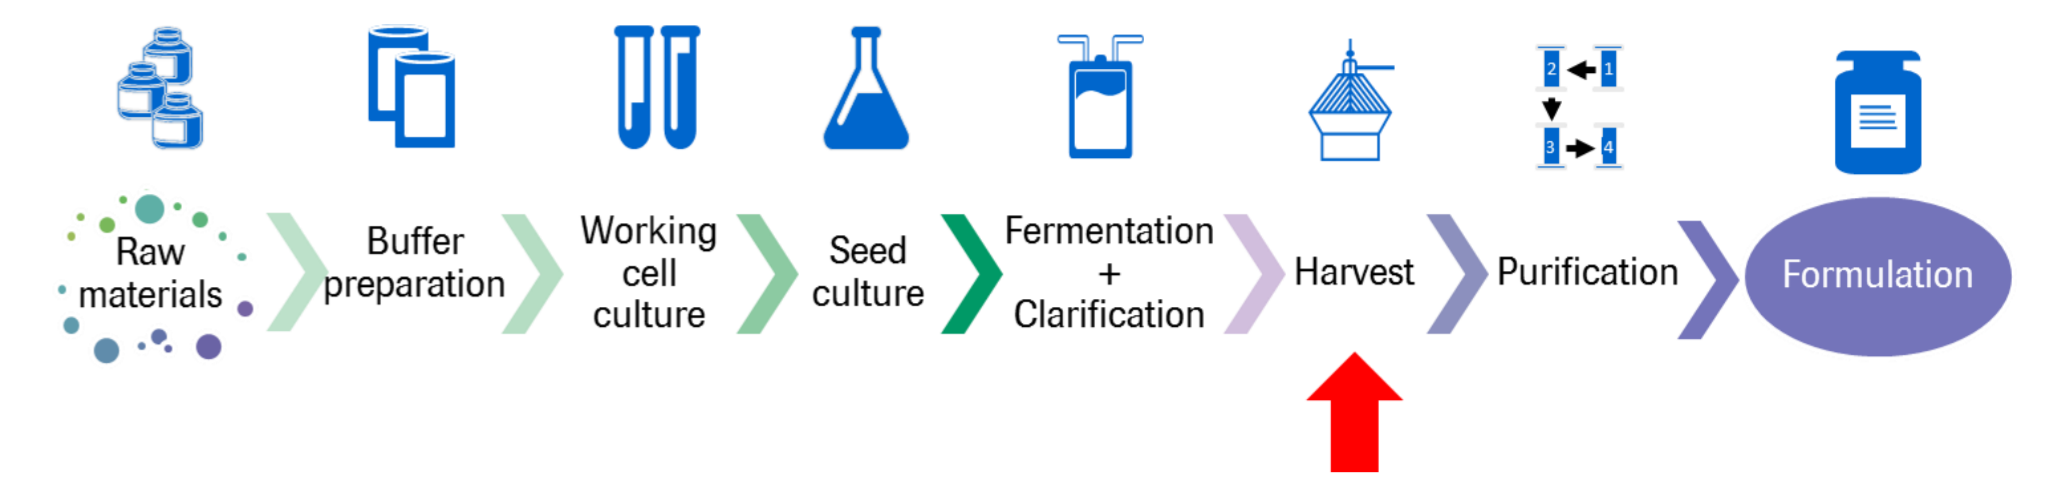 2
1
3
4
Raw
materials
Buffer
preparation
Working
cell
culture
Seed
culture
Fermentation
+
Clarification
Harvest
Purification
Formulation